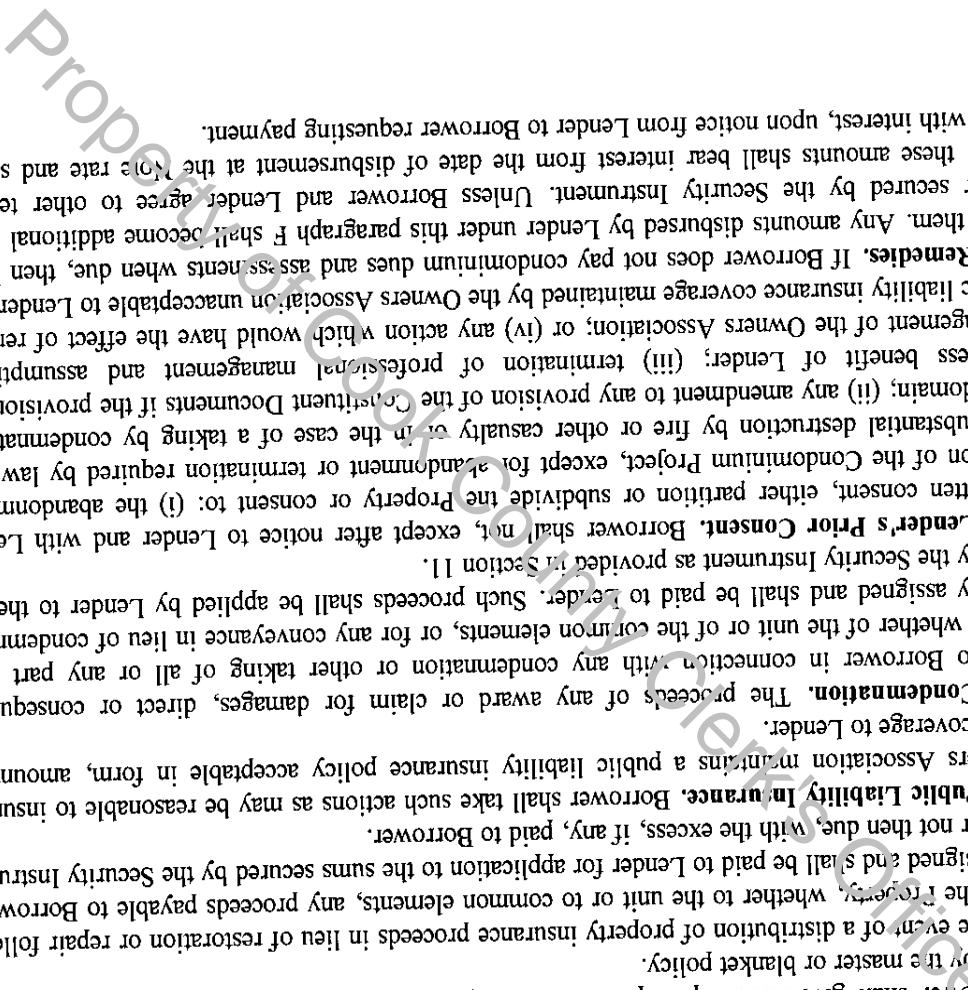 by the master or blanket policy.
e event of a distribution of property insurance proceeds in lieu of restoration or repair foll
he Property, whether to the unit or to common elements, any proceeds payable to Borrow
signed and shall be paid to Lender for application to the sums secured by the Security Instru
r not then due, with the excess, if any, paid to Borrower.
Public Liability Insurance. Borrower shall take such actions as may be reasonable to insu
rs Association maintains a public liability insurance policy acceptable in form, amoun
coverage to Lender.
Condemnation. The proceeds of any award or claim for damages, direct or consequ
o Borrower in connection with any condemnation or other taking of all or any part
whether of the unit or of the common elements, or for any conveyance in lieu of condemn
y assigned and shall be paid to Lender. Such proceeds shall be applied by Lender to the
y the Security Instrument as provided in Section 11.
Lender's Prior Consent. Borrower shall not, except after notice to Lender and with Le
tten consent, either partition or subdivide the Property or consent to: (i) the abandonm
on of the Condominium Project, except for abandonment or termination required by law
ubstantial destruction by fire or other casualty or in the case of a taking by condemnat
domain; (ii) any amendment to any provision of the Constituent Documents if the provision
ess benefit of Lender; (iii) termination of professional management and assumpti
agement of the Owners Association; or (iv) any action which would have the effect of ren
c liability insurance coverage maintained by the Owners Association unacceptable to Lender
Remedies. If Borrower does not pay condominium dues and assessments when due, then
them. Any amounts disbursed by Lender under this paragraph F shall become additional
r secured by the Security Instrument. Unless Borrower and Lender agree to other te
these amounts shall bear interest from the date of disbursement at the Note rate and s
with interest, upon notice from Lender to Borrower requesting payment.
Property of Cook County Clerk's Office